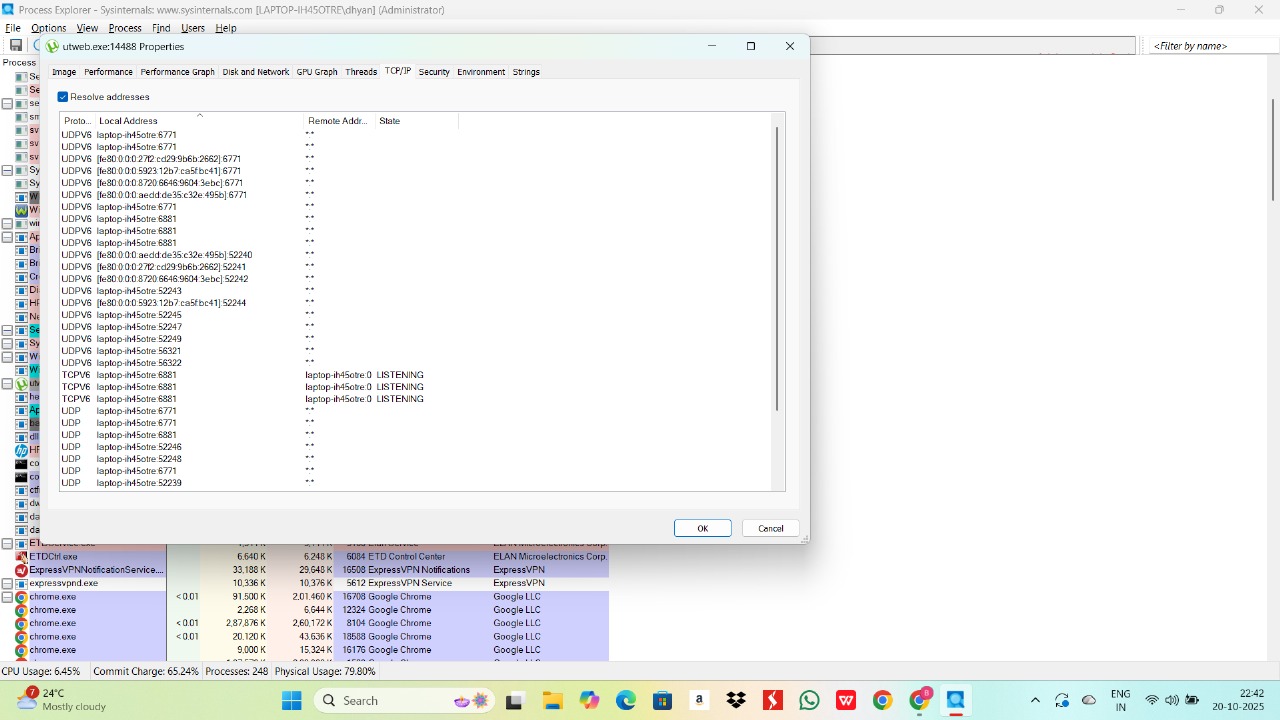 Process Explorer - Sysinternals: www.sysinternals.com [LAPTOP-IH45OTRE\dhyan] (Administrator)
File Options View Process Find Users Help
<Filter by name>
utweb.exe:14488 Properties
Process
Image Performance Performance Graph Disk and Network GPU Graph Threads TCP/IP Security Environment Strings
Resolve addresses
Proto... Local Address Remote Addr... State
UDPV6 laptop-ih45otre:6771 *:*
UDPV6 laptop-ih45otre:6771 *:*
UDPV6 [fe80:0:0:0:27f2:cd29:9b6b:2662]:6771 *:*
UDPV6 [fe80:0:0:0:5923:12b7:ca5f:bc41]:6771 *:*
UDPV6 [fe80:0:0:0:8720:6646:9604:3ebc]:6771 *:*
UDPV6 [fe80:0:0:0:aedd:de35:c32e:495b]:6771 *:*
UDPV6 laptop-ih45otre:6771 *:*
UDPV6 laptop-ih45otre:6881 *:*
UDPV6 laptop-ih45otre:6881 *:*
UDPV6 laptop-ih45otre:6881 *:*
UDPV6 [fe80:0:0:0:aedd:de35:c32e:495b]:52240 *:*
UDPV6 [fe80:0:0:0:27f2:cd29:9b6b:2662]:52241 *:*
UDPV6 [fe80:0:0:0:8720:6646:9604:3ebc]:52242 *:*
UDPV6 laptop-ih45otre:52243 *:*
UDPV6 [fe80:0:0:0:5923:12b7:ca5f:bc41]:52244 *:*
UDPV6 laptop-ih45otre:52245 *:*
UDPV6 laptop-ih45otre:52247 *:*
UDPV6 laptop-ih45otre:52249 *:*
UDPV6 laptop-ih45otre:56321 *:*
UDPV6 laptop-ih45otre:56322 *:*
TCPV6 laptop-ih45otre:6881 laptop-ih45otre:0 LISTENING
TCPV6 laptop-ih45otre:6881 laptop-ih45otre:0 LISTENING
TCPV6 laptop-ih45otre:6881 laptop-ih45otre:0 LISTENING
UDP laptop-ih45otre:6771 *:*
UDP laptop-ih45otre:6771 *:*
UDP laptop-ih45otre:6881 *:*
UDP laptop-ih45otre:52246 *:*
UDP laptop-ih45otre:52248 *:*
UDP laptop-ih45otre:6771 *:*
UDP laptop-ih45otre:52239 *:*
OK Cancel
ETDCtrl.exe 6,640 K 6,248 K 6084 ETD Control Center ELAN Microelectronics Corp.
ExpressVPNNotificationService.... 33,188 K 29,648 K 16508 ExpressVPN Notifications ExpressVPN
expressvpnd.exe 10,336 K 10,376 K 5612 ExpressVPN Service ExpressVPN
chrome.exe < 0.01 91,500 K 2,01,460 K 16708 Google Chrome Google LLC
chrome.exe 2,268 K 6,644 K 12324 Google Chrome Google LLC
chrome.exe < 0.01 2,87,876 K 2,60,172 K 8104 Google Chrome Google LLC
chrome.exe < 0.01 20,120 K 43,636 K 18588 Google Chrome Google LLC
chrome.exe 9,000 K 15,324 K 16176 Google Chrome Google LLC
CPU Usage: 6.45% Commit Charge: 65.24% Processes: 248 Physical Usage: 79.80%
7 24°C
Mostly cloudy
Search
8
ENG
IN
22:42
20-10-2025